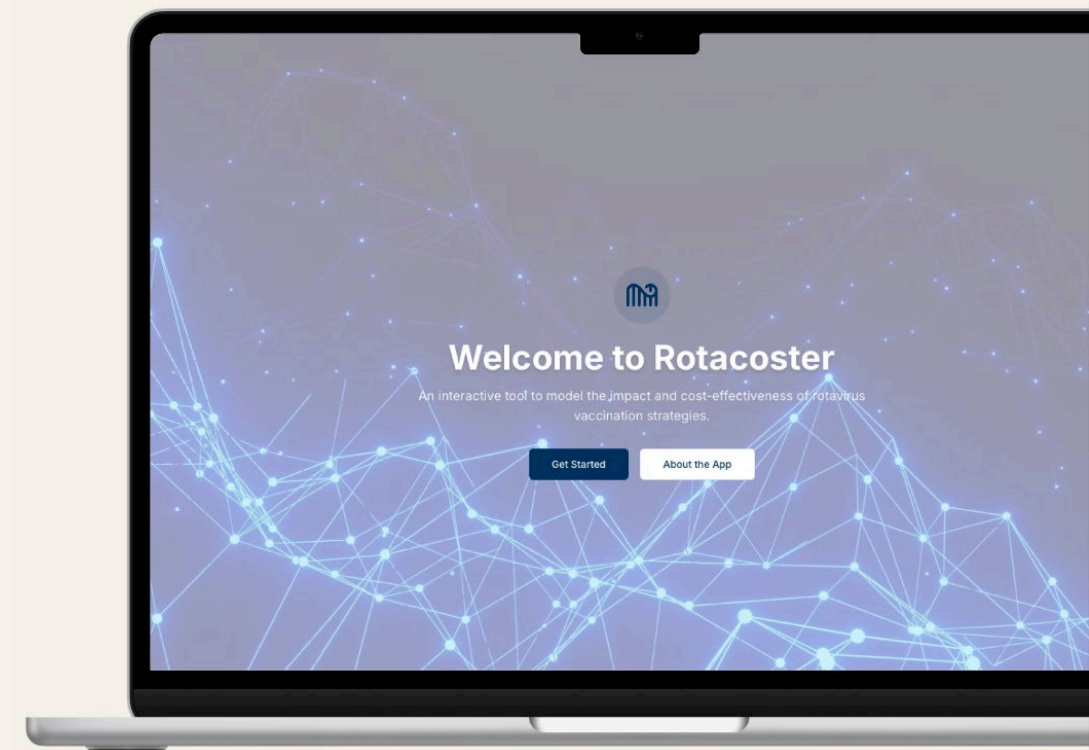 Welcome to Rotacoster
An interactive tool to model the impact and cost-effectiveness of rotavirus
vaccination strategies.
Get Started
About the App